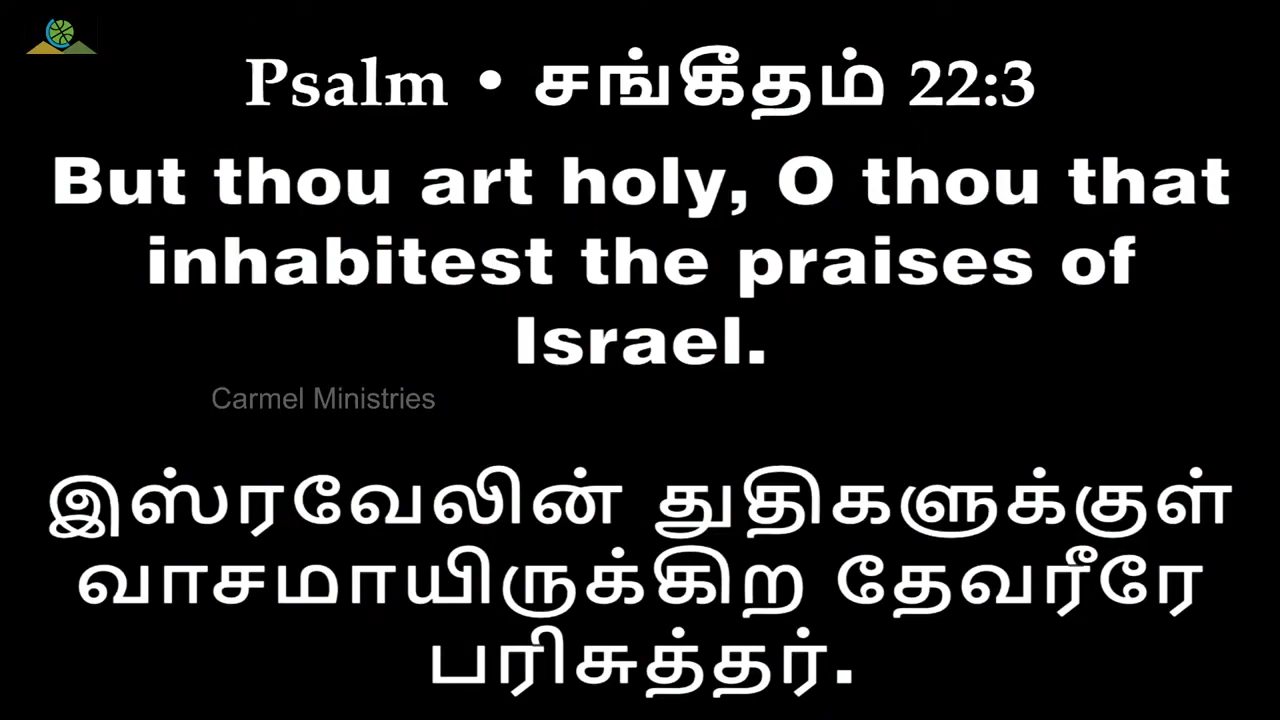 Psalm • சங்கீதம் 22:3
But thou art holy, O thou that
inhabitest the praises of
Israel.
Carmel Ministries
இஸ்ரவேலின் துதிகளுக்குள்
வாசமாயிருக்கிற தேவரீரே
பரிசுத்தர்.